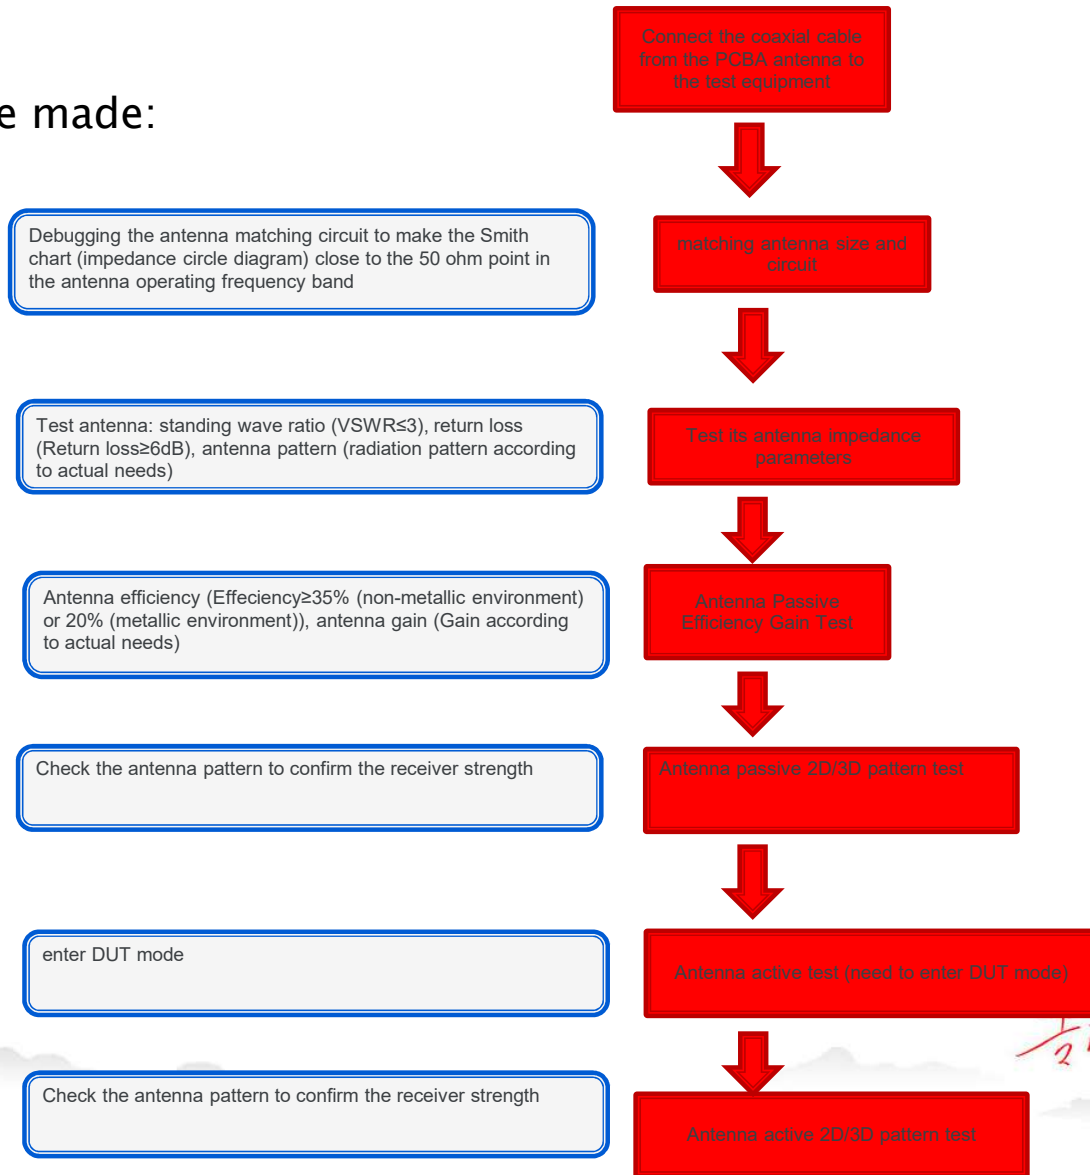 Connect the coaxial cable
from the PCBA antenna to
the test equipment
e made:
Debugging the antenna matching circuit to make the Smith
chart (impedance circle diagram) close to the 50 ohm point in
the antenna operating frequency band
matching antenna size and
circuit
Test antenna: standing wave ratio (VSWR≤3), return loss
(Return loss≥6dB), antenna pattern (radiation pattern according
to actual needs)
Test its antenna impedance
parameters
Antenna efficiency (Effeciency≥35% (non-metallic environment)
or 20% (metallic environment)), antenna gain (Gain according
to actual needs)
Antenna Passive
Efficiency Gain Test
Check the antenna pattern to confirm the receiver strength
Antenna passive 2D/3D pattern test
enter DUT mode
Antenna active test (need to enter DUT mode)
Check the antenna pattern to confirm the receiver strength
Antenna active 2D/3D pattern test